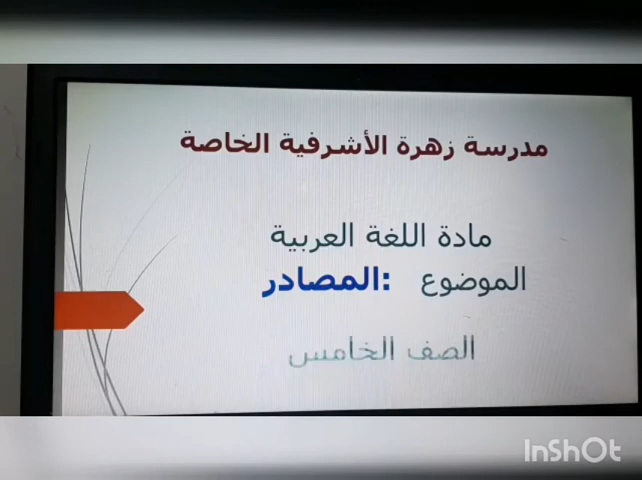 مدرسة زهرة الأشرفية الخاصة
مادة اللغة العربية
الموضوع :المصادر
الصف الخامس
InShOt